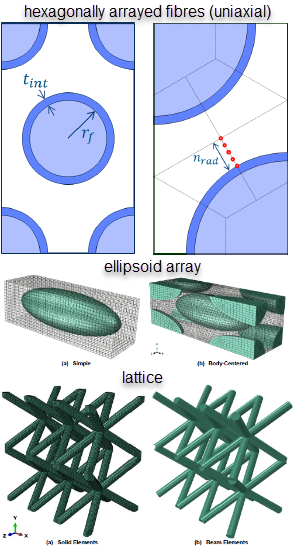 hexagonally arrayed fibres (uniaxial)
t_int
r_f
n_rad
ellipsoid array
(a) Simple
(b) Body-Centered
lattice
Y
Z
X
(a) Solid Elements
(b) Beam Elements